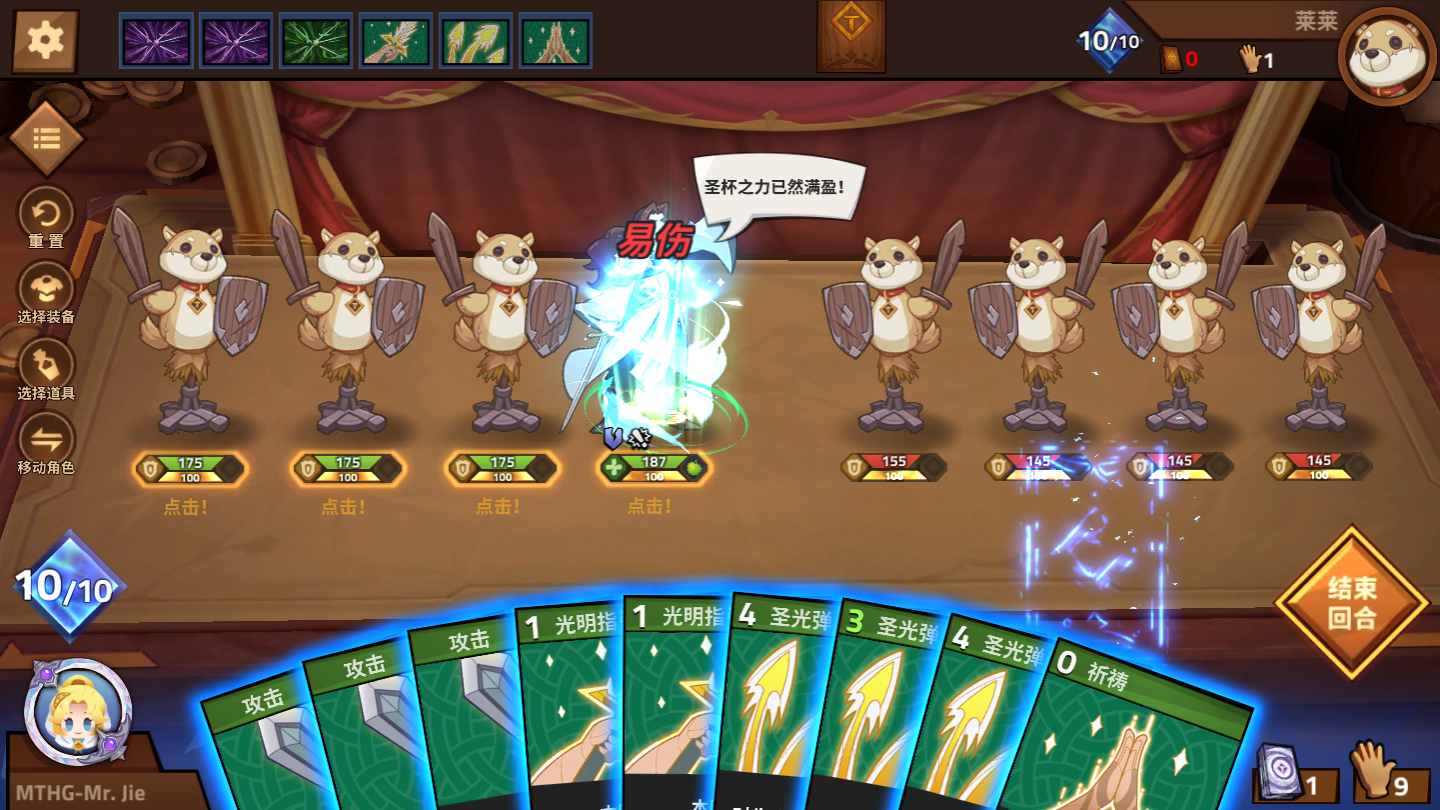 10/10
0
1
莱莱
圣杯之力已然满盈！
易伤
重置
选择装备
选择道具
移动角色
175
100
175
100
175
100
187
100
155
100
145
145
100
145
100
点击！
点击！
点击！
点击！
10/10
结束
回合
攻击
攻击
攻击
1 光明指
1 光明指
4 圣光弹
3 圣光弹
4 圣光弹
0 祈祷
MTHG-Mr. Jie
1
9